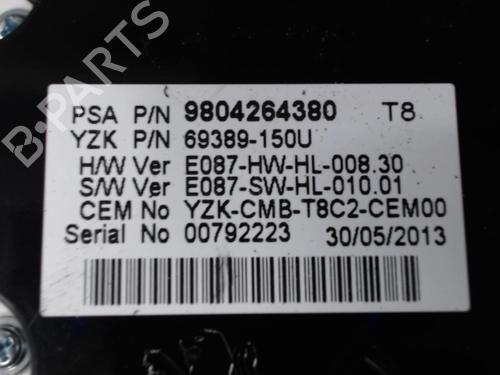 B-PARTS
PSA P/N 9804264380 T8
YZK P/N 69389-150U
H/W Ver E087-HW-HL-008.30
S/W Ver E087-SW-HL-010.01
CEM No YZK-CMB-T8C2-CEM00
Serial No 00792223 30/05/2013